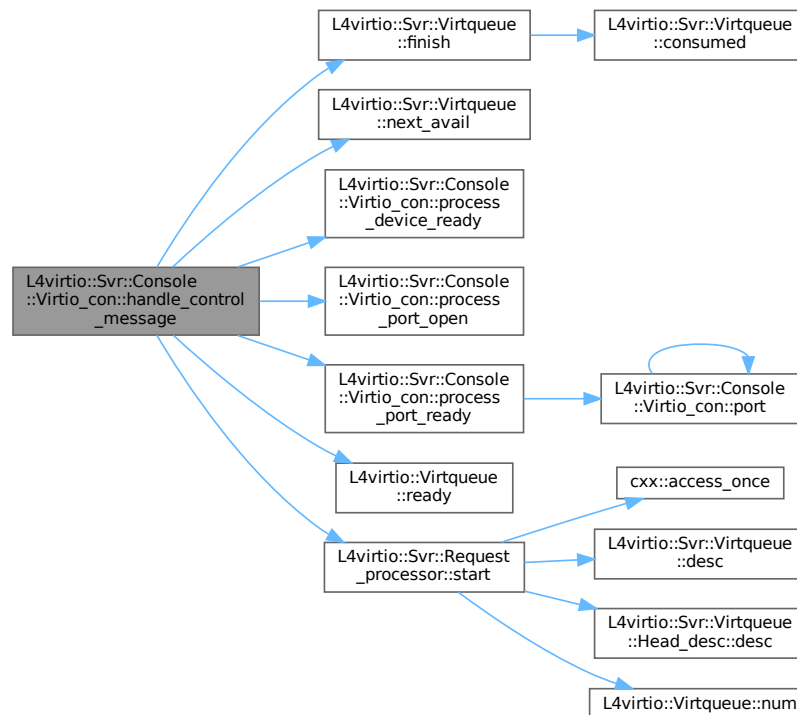 L4virtio::Svr::Virtqueue
::finish
L4virtio::Svr::Virtqueue
::consumed
L4virtio::Svr::Virtqueue
::next_avail
L4virtio::Svr::Console
::Virtio_con::process
_device_ready
L4virtio::Svr::Console
::Virtio_con::handle_control
_message
L4virtio::Svr::Console
::Virtio_con::process
_port_open
L4virtio::Svr::Console
::Virtio_con::process
_port_ready
L4virtio::Svr::Console
::Virtio_con::port
L4virtio::Virtqueue
::ready
cxx::access_once
L4virtio::Svr::Request
_processor::start
L4virtio::Svr::Virtqueue
::desc
L4virtio::Svr::Virtqueue
::Head_desc::desc
L4virtio::Virtqueue::num